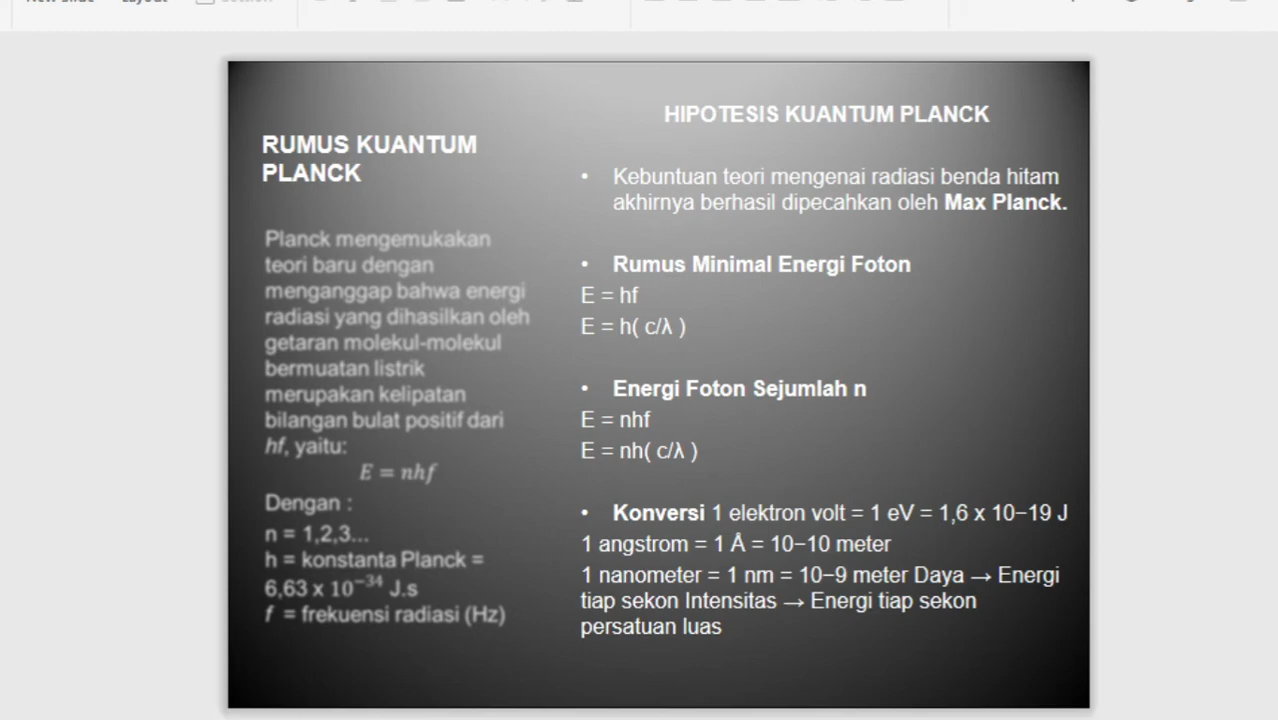 RUMUS KUANTUM
PLANCK
Planck mengemukakan
teori baru dengan
menganggap bahwa energi
radiasi yang dihasilkan oleh
getaran molekul-molekul
bermuatan listrik
merupakan kelipatan
bilangan bulat positif dari
hf, yaitu:
E = nhf
Dengan :
n = 1,2,3...
h = konstanta Planck =
6,63 x 10⁻³⁴ J.s
f = frekuensi radiasi (Hz)
HIPOTESIS KUANTUM PLANCK
• Kebuntuan teori mengenai radiasi benda hitam
akhirnya berhasil dipecahkan oleh Max Planck.
• Rumus Minimal Energi Foton
E = hf
E = h( c/λ )
• Energi Foton Sejumlah n
E = nhf
E = nh( c/λ )
• Konversi 1 elektron volt = 1 eV = 1,6 x 10−19 J
1 angstrom = 1 Å = 10−10 meter
1 nanometer = 1 nm = 10−9 meter Daya → Energi
tiap sekon Intensitas → Energi tiap sekon
persatuan luas